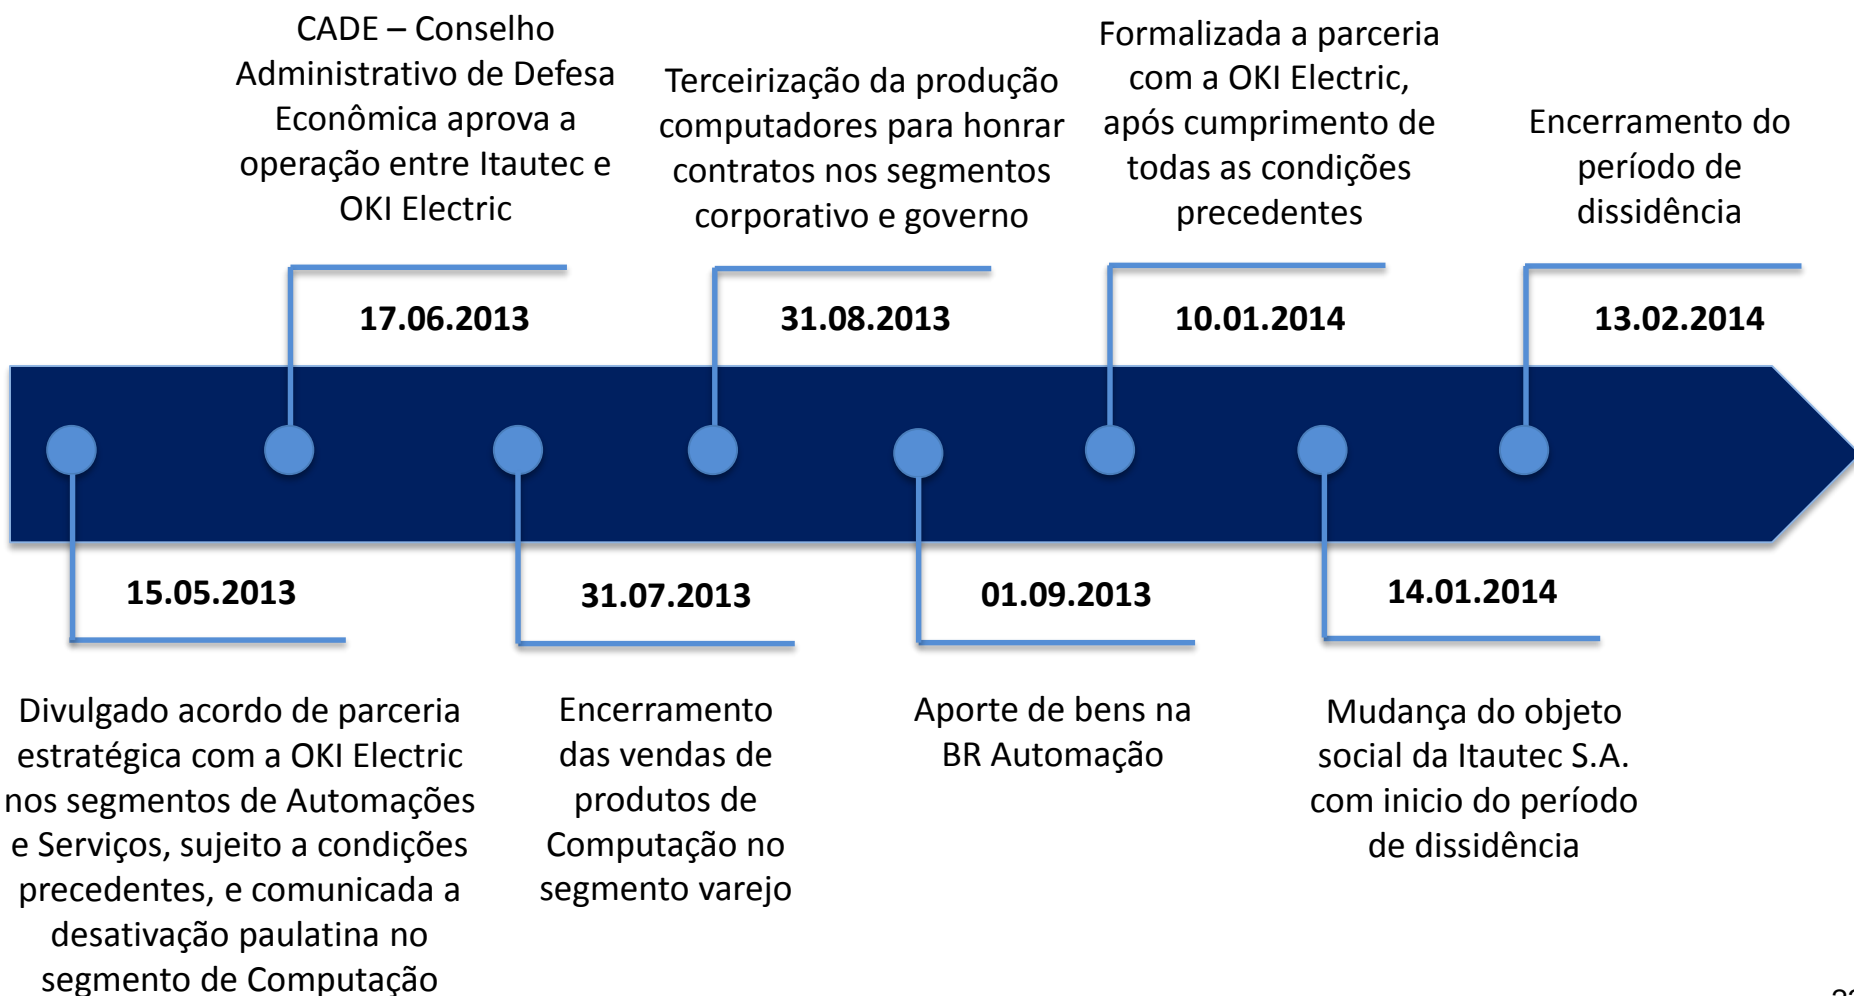 CADE – Conselho
Administrativo de Defesa
Econômica aprova a
operação entre Itautec e
OKI Electric
17.06.2013
Terceirização da produção
computadores para honrar
contratos nos segmentos
corporativo e governo
31.08.2013
Formalizada a parceria
com a OKI Electric,
após cumprimento de
todas as condições
precedentes
10.01.2014
Encerramento do
período de
dissidência
13.02.2014
15.05.2013
Divulgado acordo de parceria
estratégica com a OKI Electric
nos segmentos de Automações
e Serviços, sujeito a condições
precedentes, e comunicada a
desativação paulatina no
segmento de Computação
31.07.2013
Encerramento
das vendas de
produtos de
Computação no
segmento varejo
01.09.2013
Aporte de bens na
BR Automação
14.01.2014
Mudança do objeto
social da Itautec S.A.
com inicio do período
de dissidência